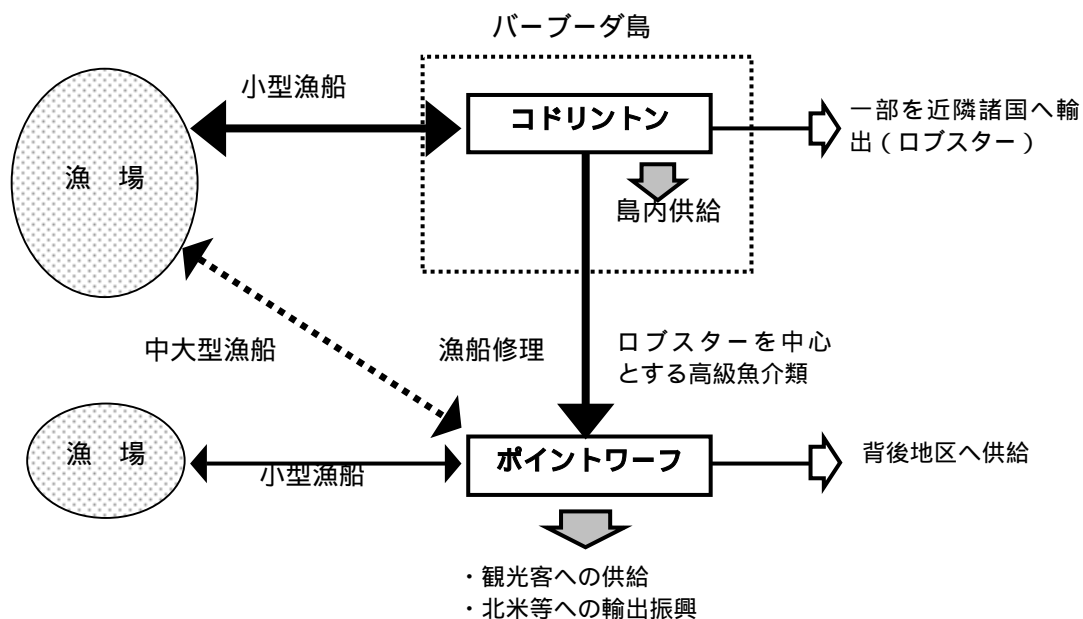 バーブーダ島
小型漁船
コドリントン
一部を近隣諸国へ輸
出（ロブスター）
漁　場
島内供給
中大型漁船
漁船修理
ロブスターを中心
とする高級魚介類
漁　場
小型漁船
ポイントワーフ
背後地区へ供給
・観光客への供給
・北米等への輸出振興